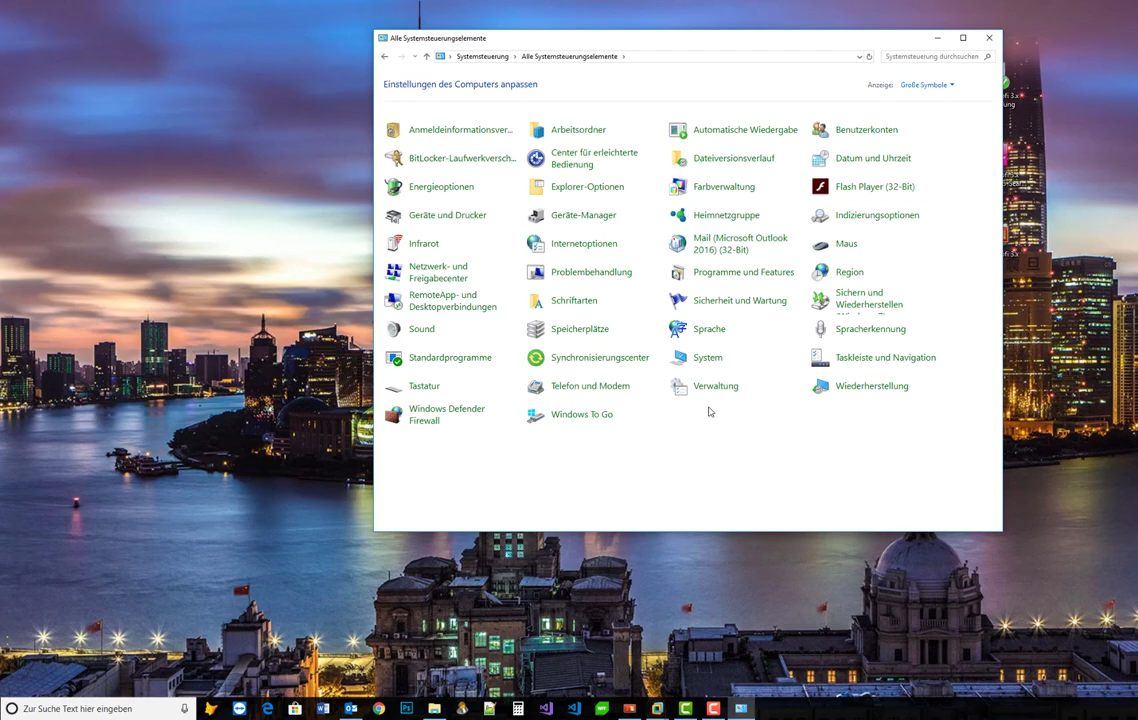 Alle Systemsteuerungselemente
Systemsteuerung › Alle Systemsteuerungselemente ›
Systemsteuerung durchsuchen
Einstellungen des Computers anpassen
Anzeige: Große Symbole
Anmeldeinformationsver...
Arbeitsordner
Automatische Wiedergabe
Benutzerkonten
BitLocker-Laufwerkversch...
Center für erleichterte
Bedienung
Dateiversionsverlauf
Datum und Uhrzeit
Energieoptionen
Explorer-Optionen
Farbverwaltung
Flash Player (32-Bit)
Geräte und Drucker
Geräte-Manager
Heimnetzgruppe
Indizierungsoptionen
Infrarot
Internetoptionen
Mail (Microsoft Outlook
2016) (32-Bit)
Maus
Netzwerk- und
Freigabecenter
Problembehandlung
Programme und Features
Region
RemoteApp- und
Desktopverbindungen
Schriftarten
Sicherheit und Wartung
Sichern und
Wiederherstellen
Sound
Speicherplätze
Sprache
Spracherkennung
Standardprogramme
Synchronisierungscenter
System
Taskleiste und Navigation
Tastatur
Telefon und Modem
Verwaltung
Wiederherstellung
Windows Defender
Firewall
Windows To Go
Zur Suche Text hier eingeben